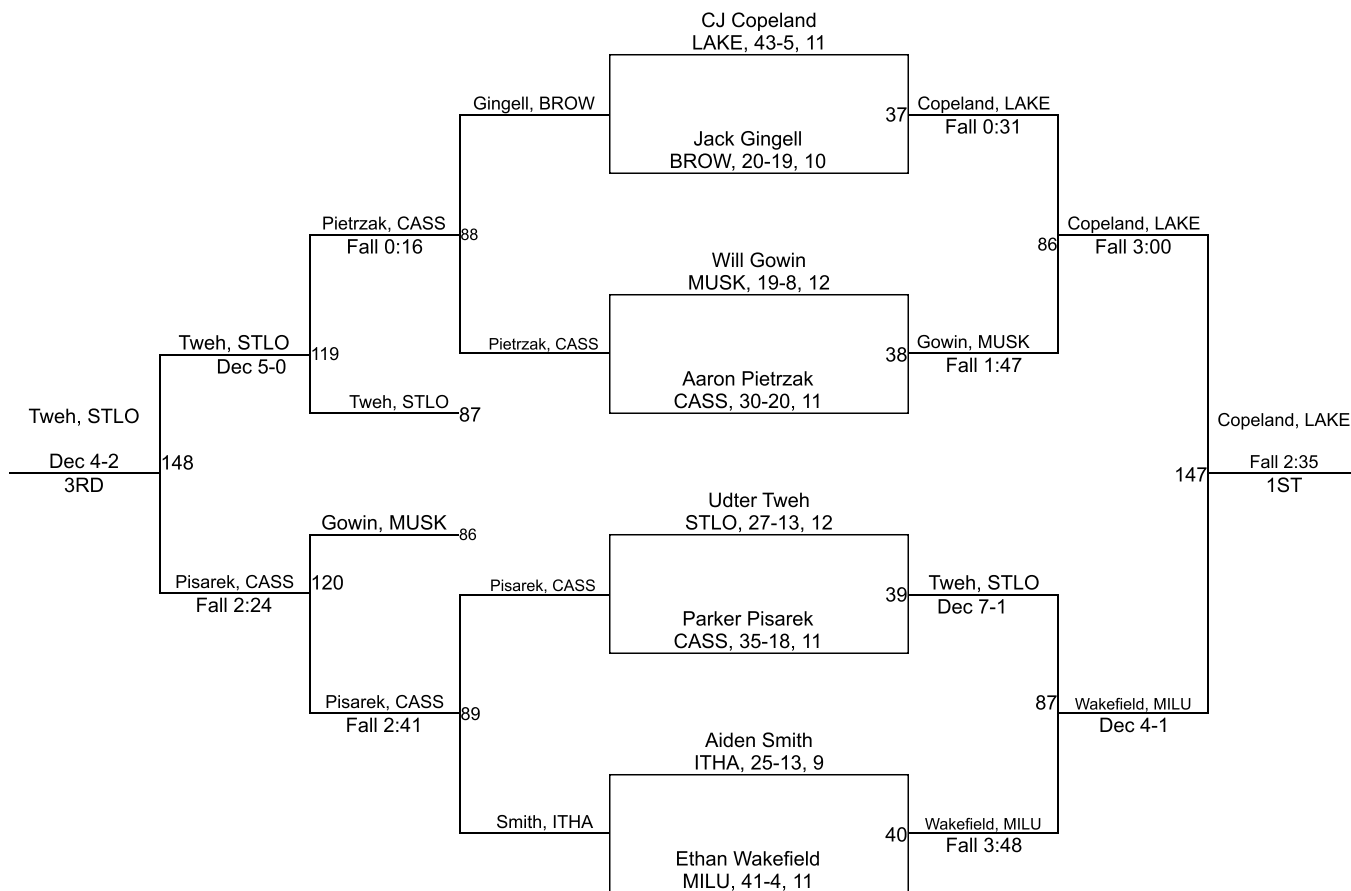 CJ Copeland
LAKE, 43-5, 11
Gingell, BROW
37
Copeland, LAKE
Fall 0:31
Jack Gingell
BROW, 20-19, 10
Pietrzak, CASS
Fall 0:16
88
Copeland, LAKE
Fall 3:00
86
Will Gowin
MUSK, 19-8, 12
Tweh, STLO
Dec 5-0
119
Pietrzak, CASS
38
Gowin, MUSK
Fall 1:47
Aaron Pietrzak
CASS, 30-20, 11
Tweh, STLO
87
Tweh, STLO
Dec 4-2
3RD
148
Copeland, LAKE
147
Fall 2:35
1ST
Udter Tweh
STLO, 27-13, 12
Gowin, MUSK
86
Pisarek, CASS
Fall 2:24
120
Pisarek, CASS
39
Tweh, STLO
Dec 7-1
Parker Pisarek
CASS, 35-18, 11
Pisarek, CASS
Fall 2:41
89
87
Wakefield, MILU
Dec 4-1
Aiden Smith
ITHA, 25-13, 9
Smith, ITHA
40
Wakefield, MILU
Fall 3:48
Ethan Wakefield
MILU, 41-4, 11